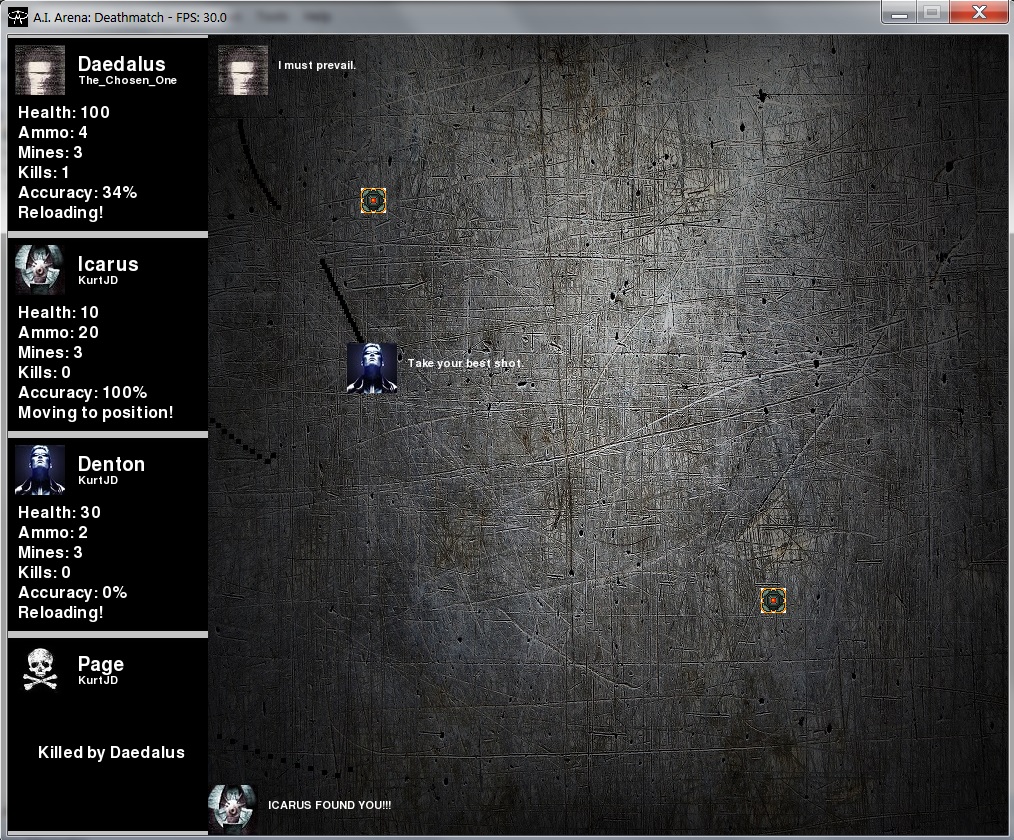 A.I. Arena: Deathmatch - FPS: 30.0
Daedalus
The_Chosen_One
Health: 100
Ammo: 4
Mines: 3
Kills: 1
Accuracy: 34%
Reloading!
Icarus
KurtJD
Health: 10
Ammo: 20
Mines: 3
Kills: 0
Accuracy: 100%
Moving to position!
Denton
KurtJD
Health: 30
Ammo: 2
Mines: 3
Kills: 0
Accuracy: 0%
Reloading!
Page
KurtJD
Killed by Daedalus
I must prevail.
Take your best shot.
ICARUS FOUND YOU!!!